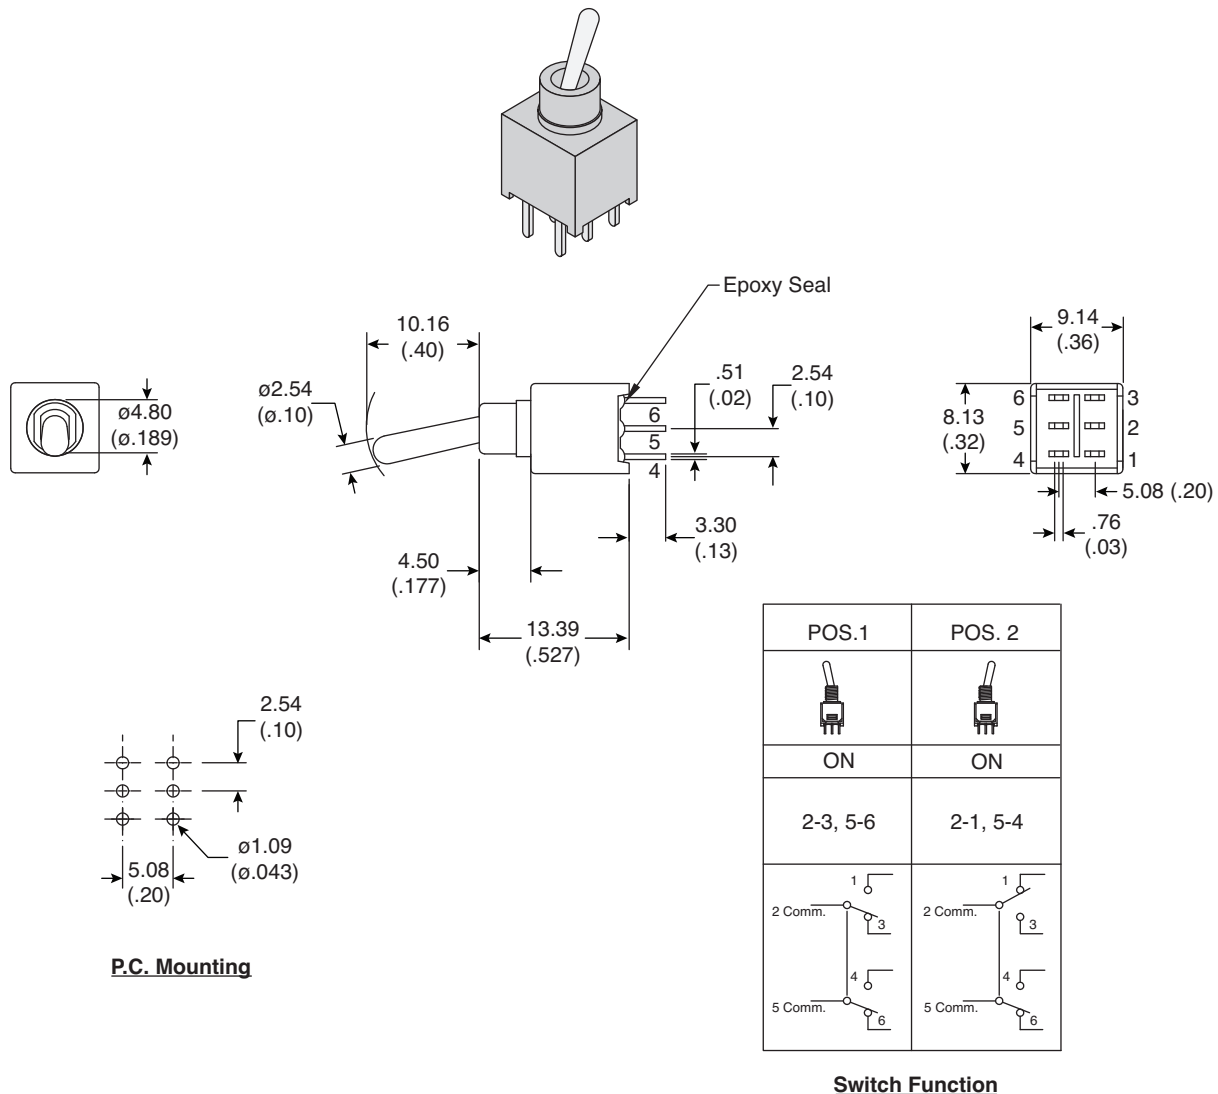 Epoxy Seal
10.16
(.40)
9.14
(.36)
ø2.54
(ø.10)
.51
(.02)
2.54
(.10)
ø4.80
(ø.189)
6
5
4
8.13
(.32)
6
3
5
2
4
1
5.08 (.20)
.76
(.03)
3.30
(.13)
4.50
(.177)
13.39
(.527)
2.54
(.10)
ø1.09
(ø.043)
5.08
(.20)
P.C. Mounting
POS.1
POS. 2
ON
ON
2-3, 5-6
2-1, 5-4
1
2 Comm.
3
4
5 Comm.
6
1
2 Comm.
3
4
5 Comm.
6
Switch Function